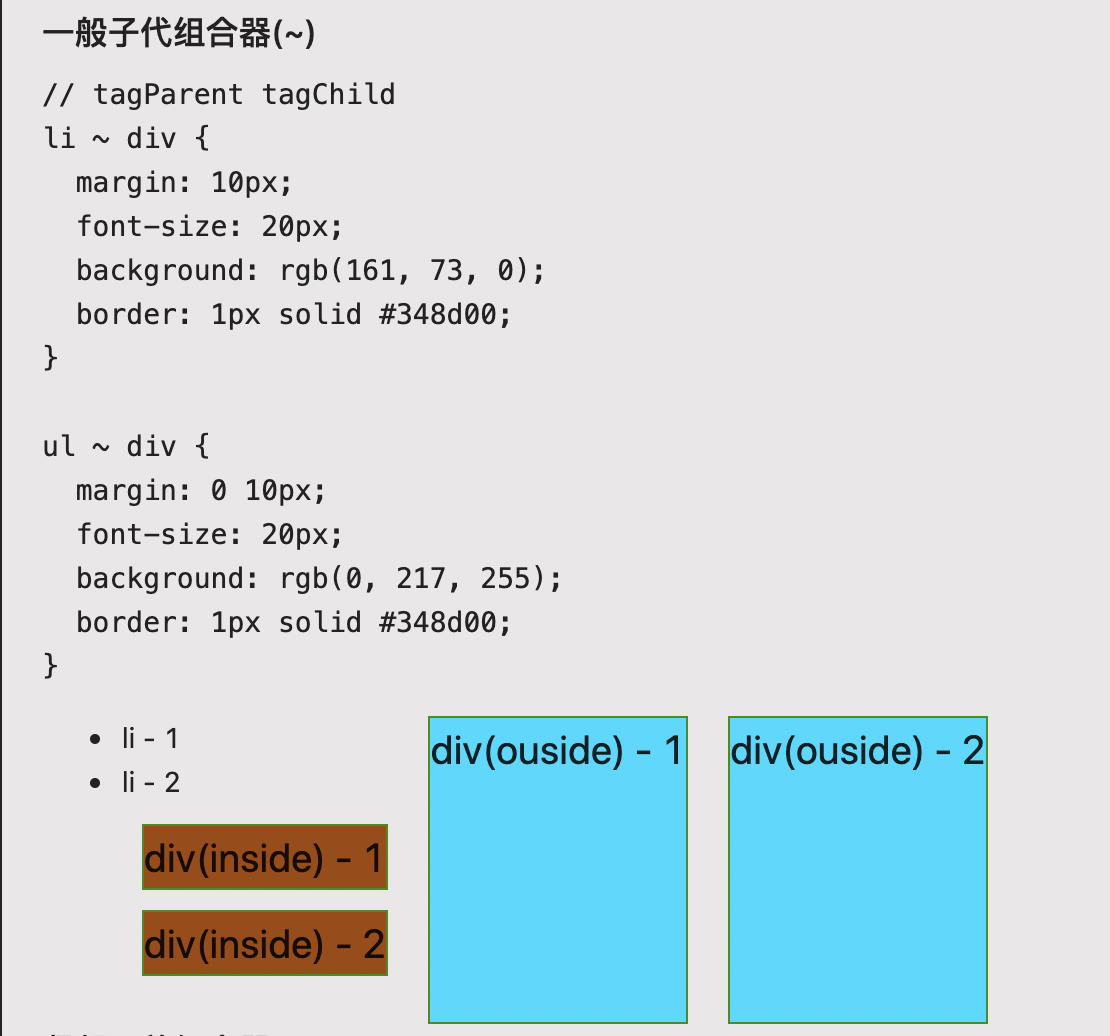 一般子代组合器(~)
// tagParent tagChild
li ~ div {
  margin: 10px;
  font-size: 20px;
  background: rgb(161, 73, 0);
  border: 1px solid #348d00;
}
ul ~ div {
  margin: 0 10px;
  font-size: 20px;
  background: rgb(0, 217, 255);
  border: 1px solid #348d00;
}
li - 1
li - 2
div(inside) - 1
div(inside) - 2
div(ouside) - 1
div(ouside) - 2